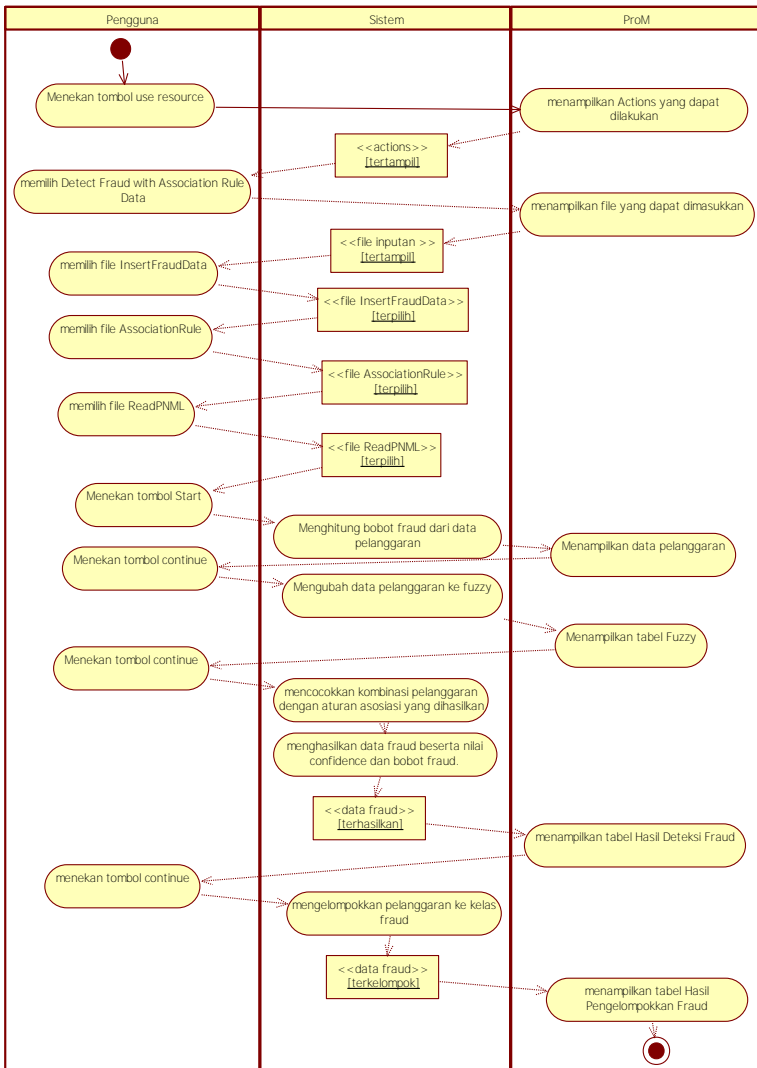 Pengguna
Sistem
ProM
Menekan tombol use resource
menampilkan Actions yang dapat
dilakukan
<<actions>>
[tertampil]
memilih Detect Fraud with Association Rule
Data
menampilkan file yang dapat dimasukkan
<<file inputan >>
[tertampil]
memilih file InsertFraudData
<<file InsertFraudData>>
[terpilih]
memilih file AssociationRule
<<file AssociationRule>>
[terpilih]
memilih file ReadPNML
<<file ReadPNML>>
[terpilih]
Menekan tombol Start
Menghitung bobot fraud dari data
pelanggaran
Menampilkan data pelanggaran
Menekan tombol continue
Mengubah data pelanggaran ke fuzzy
Menampilkan tabel Fuzzy
Menekan tombol continue
mencocokkan kombinasi pelanggaran
dengan aturan asosiasi yang dihasilkan
menghasilkan data fraud beserta nilai
confidence dan bobot fraud.
<<data fraud>>
[terhasilkan]
menampilkan tabel Hasil Deteksi Fraud
menekan tombol continue
mengelompokkan pelanggaran ke kelas
fraud
<<data fraud>>
[terkelompok]
menampilkan tabel Hasil
Pengelompokkan Fraud